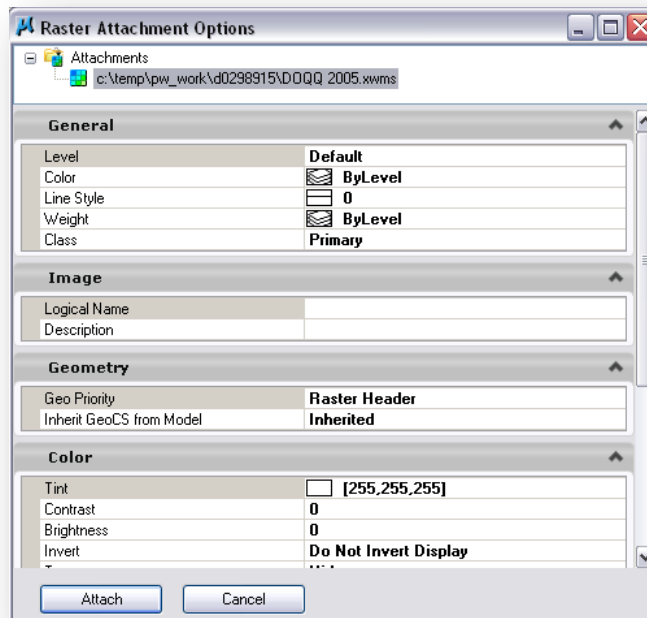 Raster Attachment Options
Attachments
c:\temp\pw_work\d0298915\DOQQ 2005.xwms
General
Level Default
Color ByLevel
Line Style 0
Weight ByLevel
Class Primary
Image
Logical Name
Description
Geometry
Geo Priority Raster Header
Inherit GeoCS from Model Inherited
Color
Tint [255,255,255]
Contrast 0
Brightness 0
Invert Do Not Invert Display
Attach Cancel